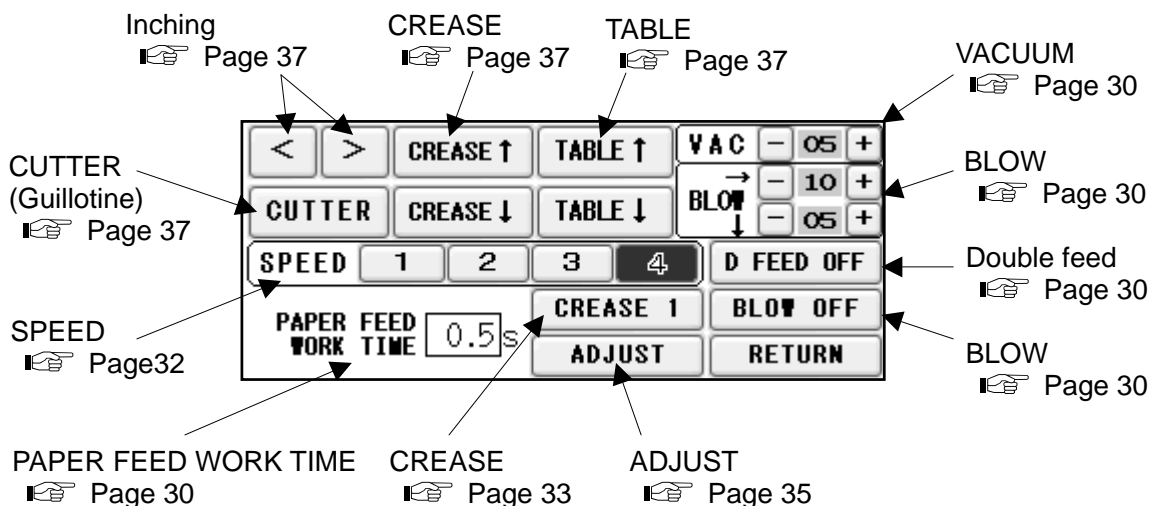 Inching
Page 37
CREASE
Page 37
TABLE
Page 37
VACUUM
Page 30
CUTTER
(Guillotine)
Page 37
< > CREASE↑ TABLE↑ VAC − 05 +
BLOW → − 10 +
CUTTER CREASE↓ TABLE↓ ↓ − 05 +
BLOW
Page 30
SPEED 1 2 3 4 D FEED OFF
Double feed
Page 30
PAPER FEED
WORK TIME 0.5 s
CREASE 1 BLOW OFF
ADJUST RETURN
SPEED
Page32
BLOW
Page 30
PAPER FEED WORK TIME
Page 30
CREASE
Page 33
ADJUST
Page 35